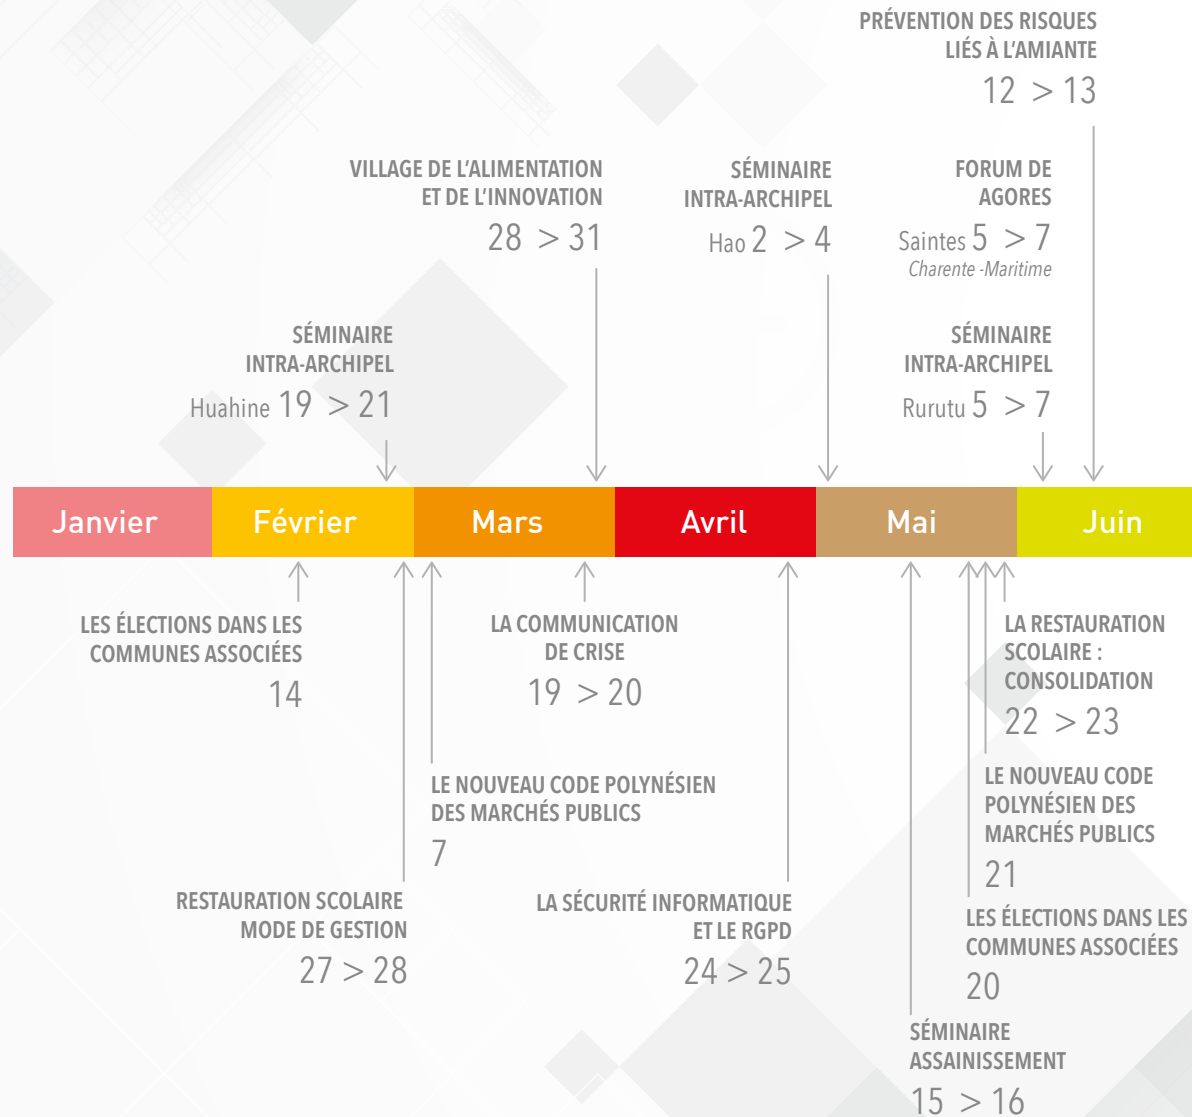 PRÉVENTION DES RISQUES
LIÉS À L'AMIANTE
12 > 13
VILLAGE DE L'ALIMENTATION
ET DE L'INNOVATION
28 > 31
SÉMINAIRE
INTRA-ARCHIPEL
Hao 2 > 4
FORUM DE
AGORES
Saintes 5 > 7
Charente -Maritime
SÉMINAIRE
INTRA-ARCHIPEL
Huahine 19 > 21
SÉMINAIRE
INTRA-ARCHIPEL
Rurutu 5 > 7
Janvier
Février
Mars
Avril
Mai
Juin
LES ÉLECTIONS DANS LES
COMMUNES ASSOCIÉES
14
LA COMMUNICATION
DE CRISE
19 > 20
LA RESTAURATION
SCOLAIRE :
CONSOLIDATION
22 > 23
LE NOUVEAU CODE POLYNÉSIEN
DES MARCHÉS PUBLICS
7
LE NOUVEAU CODE
POLYNÉSIEN DES
MARCHÉS PUBLICS
21
RESTAURATION SCOLAIRE
MODE DE GESTION
27 > 28
LA SÉCURITÉ INFORMATIQUE
ET LE RGPD
24 > 25
LES ÉLECTIONS DANS LES
COMMUNES ASSOCIÉES
20
SÉMINAIRE
ASSAINISSEMENT
15 > 16